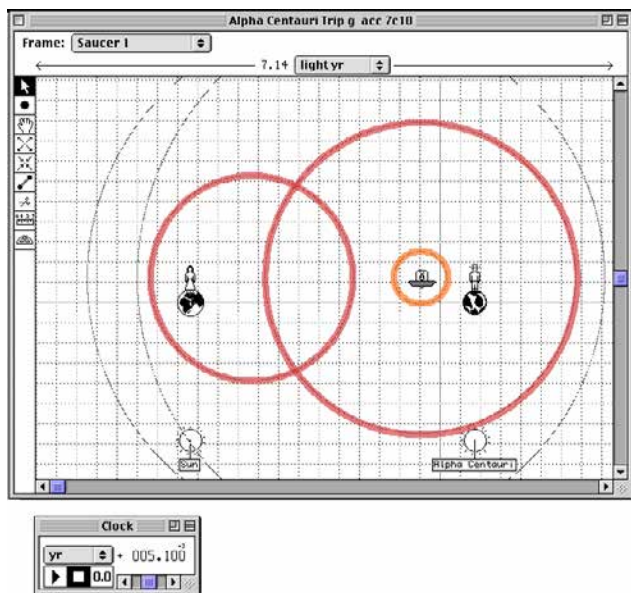 Alpha Centauri Trip g acc 7c10
Frame: Saucer 1
7.14 light yr
Sun
Alpha Centauri
Clock
yr + 005.100
-3
0.0